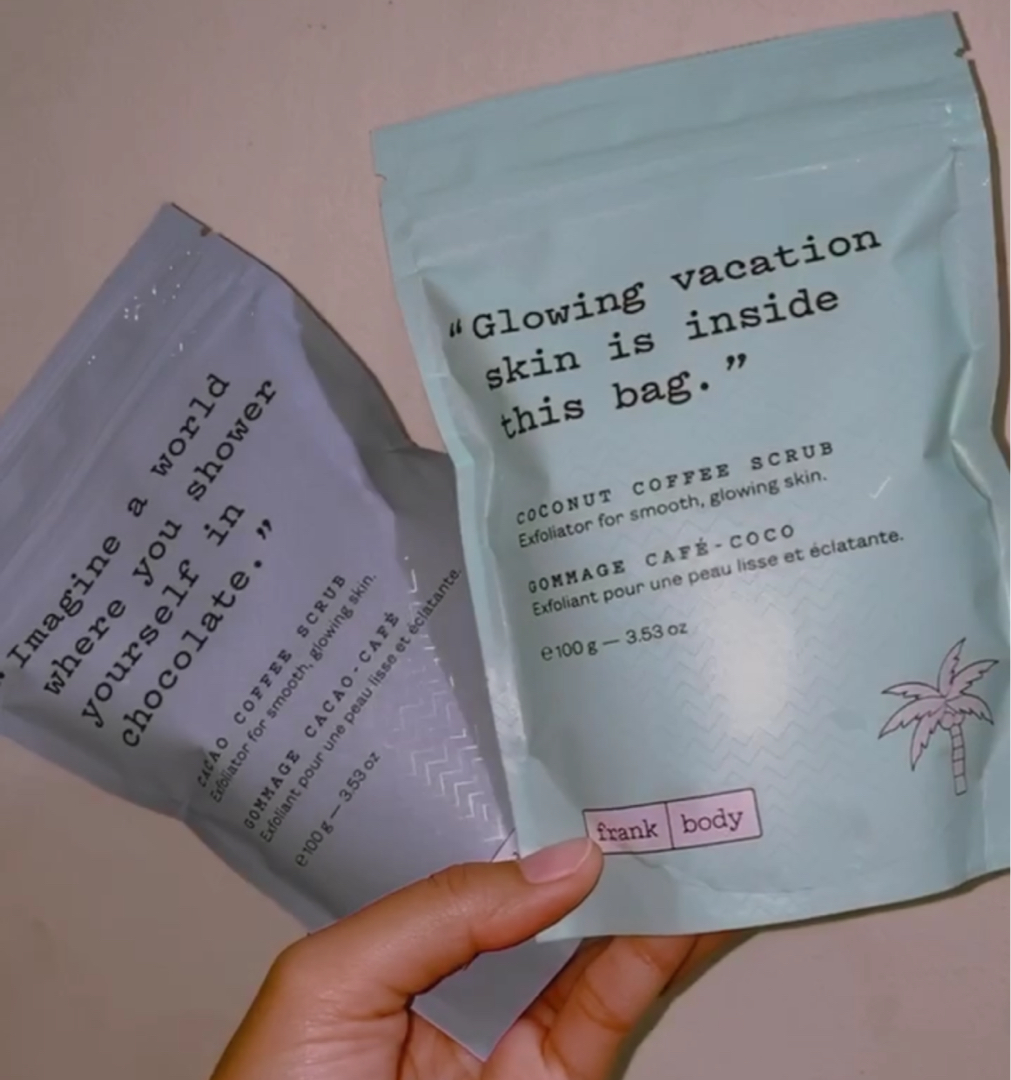 “Imagine a world
where you shower
yourself in
chocolate.”
CACAO COFFEE SCRUB
Exfoliator for smooth, glowing skin.
GOMMAGE CACAO-CAFÉ
Exfoliant pour une peau lisse et éclatante.
℮100 g — 3.53 oz
“Glowing vacation
skin is inside
this bag.”
COCONUT COFFEE SCRUB
Exfoliator for smooth, glowing skin.
GOMMAGE CAFÉ-COCO
Exfoliant pour une peau lisse et éclatante.
℮100 g — 3.53 oz
frank body